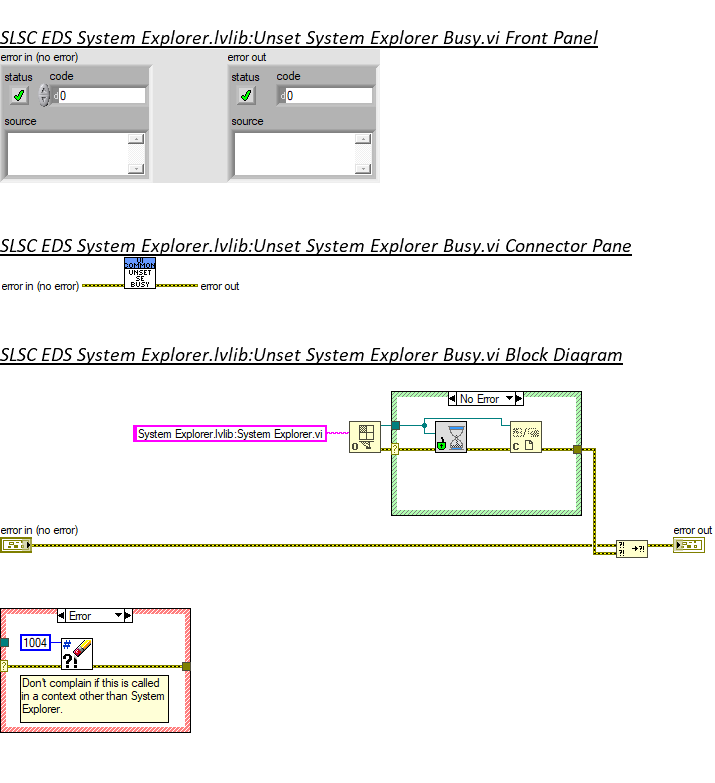 SLSC EDS System Explorer.lvlib:Unset System Explorer Busy.vi Front Panel
error in (no error)
error out
status code
status code
d0
d0
source
source
SLSC EDS System Explorer.lvlib:Unset System Explorer Busy.vi Connector Pane
UI
COMMON
UNSET
SE
BUSY
error in (no error)
error out
SLSC EDS System Explorer.lvlib:Unset System Explorer Busy.vi Block Diagram
No Error
System Explorer.lvlib:System Explorer.vi
O
C
?
error in (no error)
error out
?!
?!
→?!
Error
1004
#
?!
?
Don't complain if this is called
in a context other than System
Explorer.